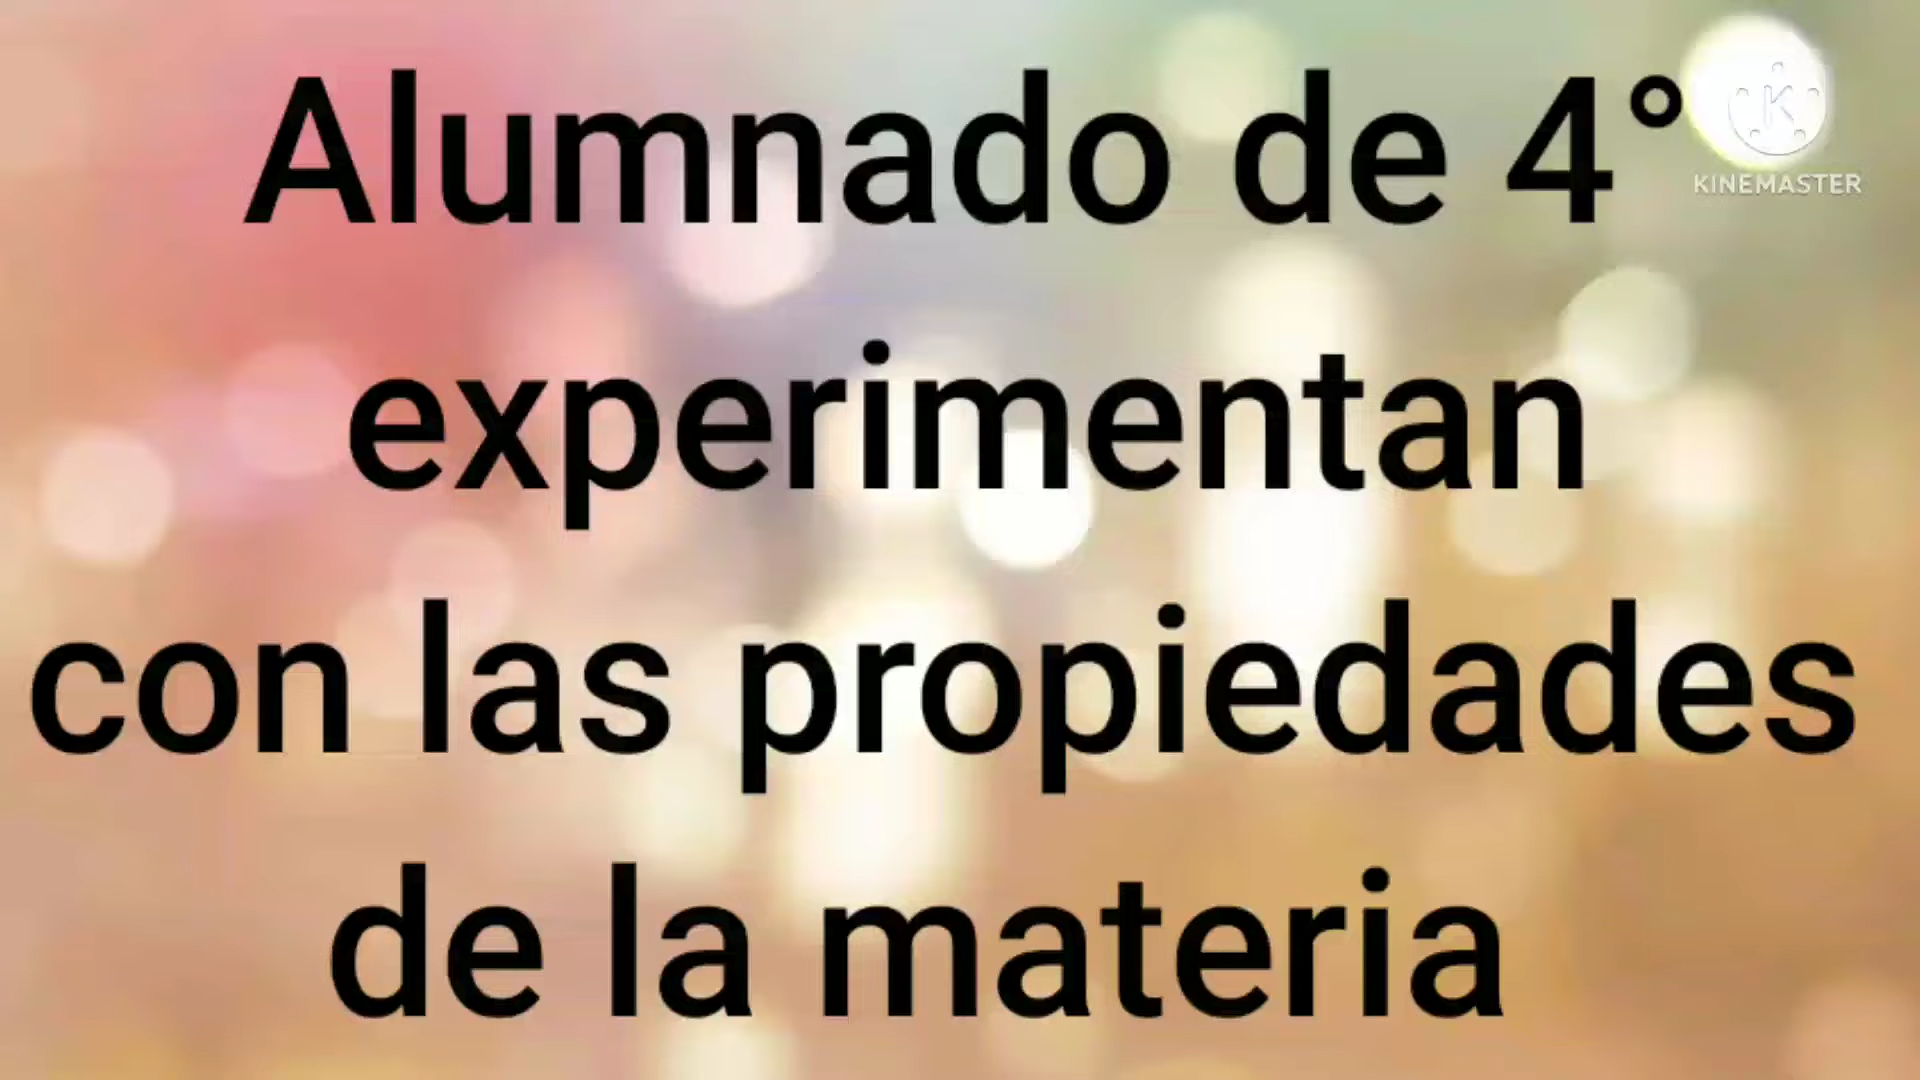 Alumnado de 4°
KINEMASTER
experimentan
con las propiedades
de la materia